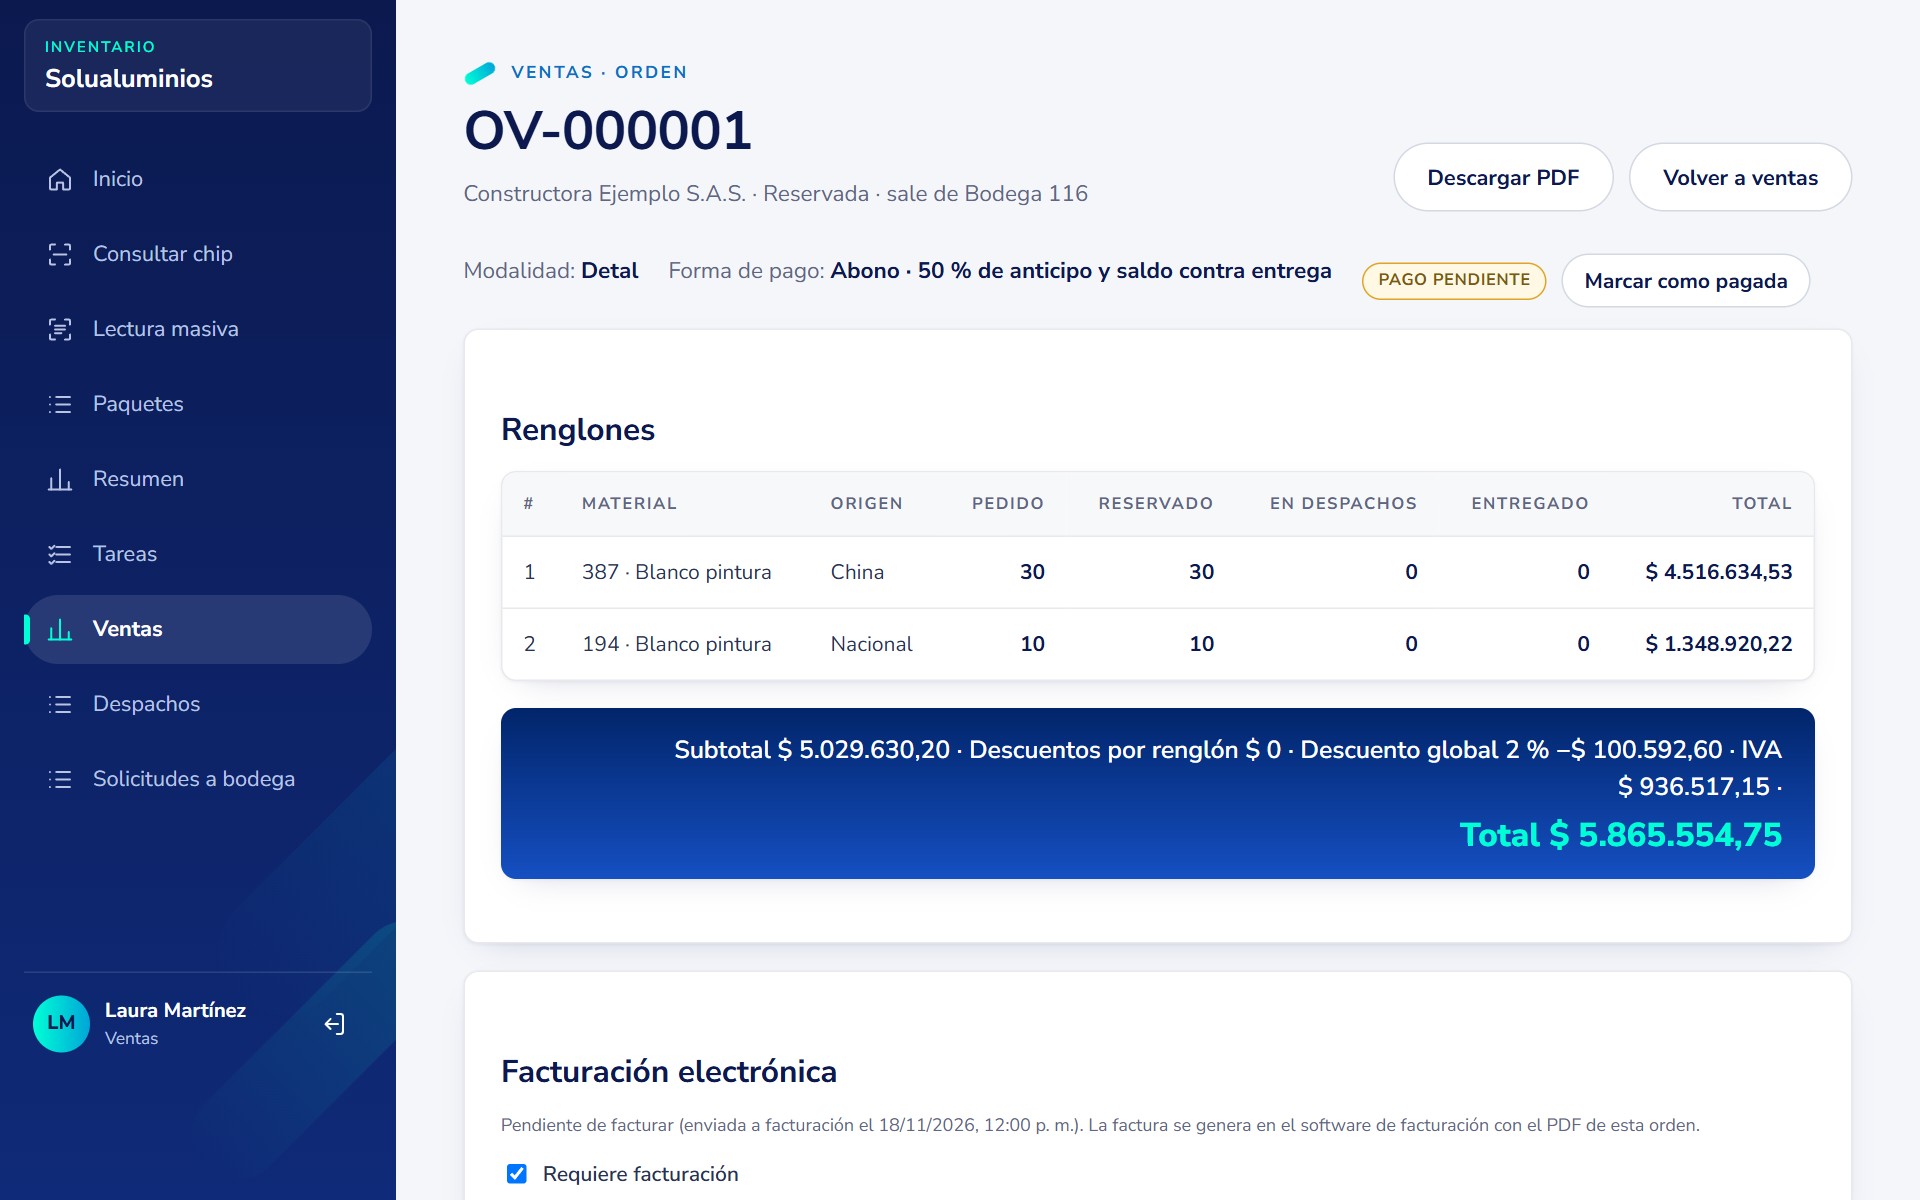 INVENTARIO
Solualuminios
Inicio
Consultar chip
Lectura masiva
Paquetes
Resumen
Tareas
Ventas
Despachos
Solicitudes a bodega
LM
Laura Martínez
Ventas
VENTAS · ORDEN
OV-000001
Constructora Ejemplo S.A.S. · Reservada · sale de Bodega 116
Descargar PDF
Volver a ventas
Modalidad: Detal Forma de pago: Abono · 50 % de anticipo y saldo contra entrega PAGO PENDIENTE Marcar como pagada
Renglones
# MATERIAL ORIGEN PEDIDO RESERVADO EN DESPACHOS ENTREGADO TOTAL
1 387 · Blanco pintura China 30 30 0 0 $ 4.516.634,53
2 194 · Blanco pintura Nacional 10 10 0 0 $ 1.348.920,22
Subtotal $ 5.029.630,20 · Descuentos por renglón $ 0 · Descuento global 2 % −$ 100.592,60 · IVA
$ 936.517,15 ·
Total $ 5.865.554,75
Facturación electrónica
Pendiente de facturar (enviada a facturación el 18/11/2026, 12:00 p. m.). La factura se genera en el software de facturación con el PDF de esta orden.
Requiere facturación